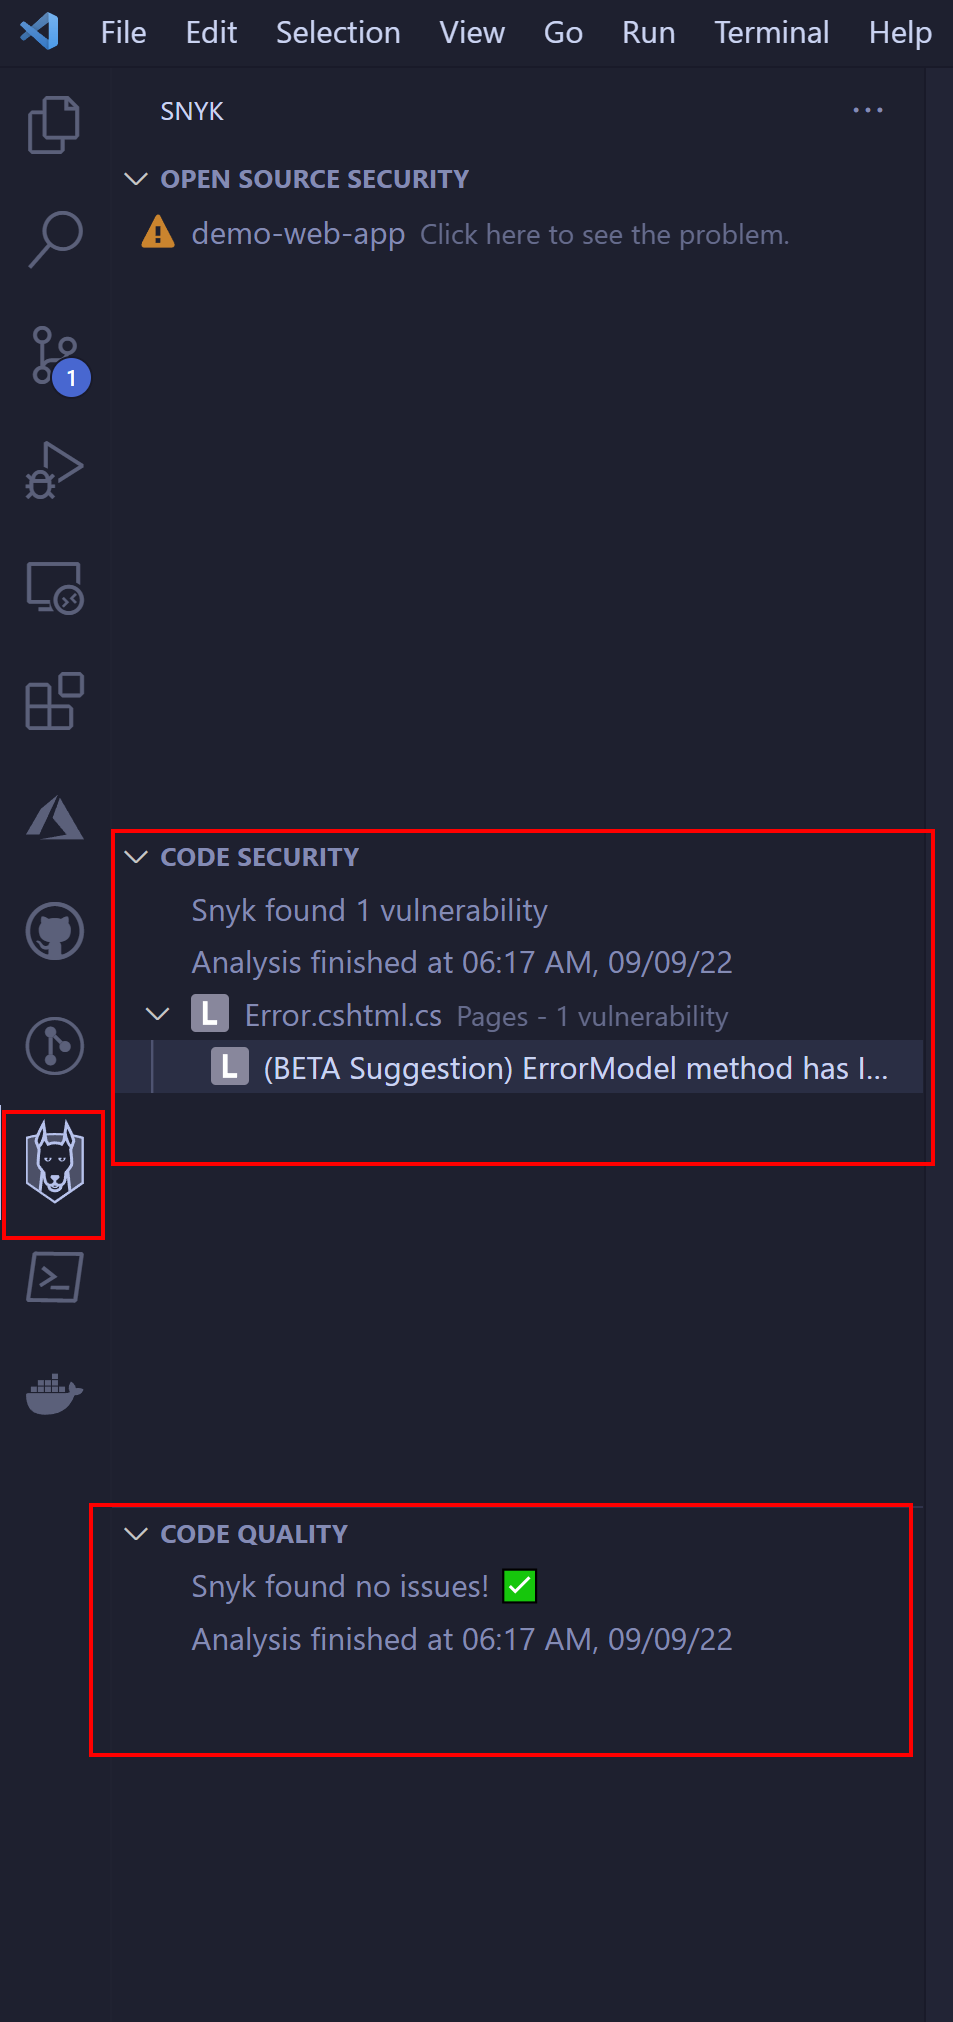 File Edit Selection View Go Run Terminal Help
SNYK
OPEN SOURCE SECURITY
demo-web-app Click here to see the problem.
1
CODE SECURITY
Snyk found 1 vulnerability
Analysis finished at 06:17 AM, 09/09/22
L Error.cshtml.cs Pages - 1 vulnerability
L (BETA Suggestion) ErrorModel method has I...
CODE QUALITY
Snyk found no issues! ✅
Analysis finished at 06:17 AM, 09/09/22